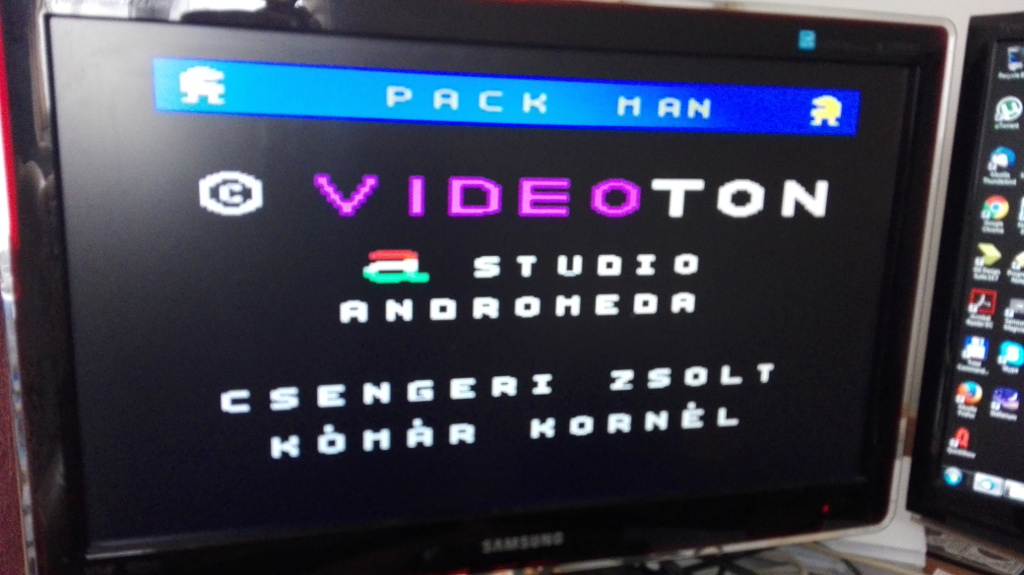 PACK MAN
© VIDEOTON
a STUDIO
ANDROMEDA
CSENGERI ZSOLT
KÓMÁR KORNÉL
SAMSUNG